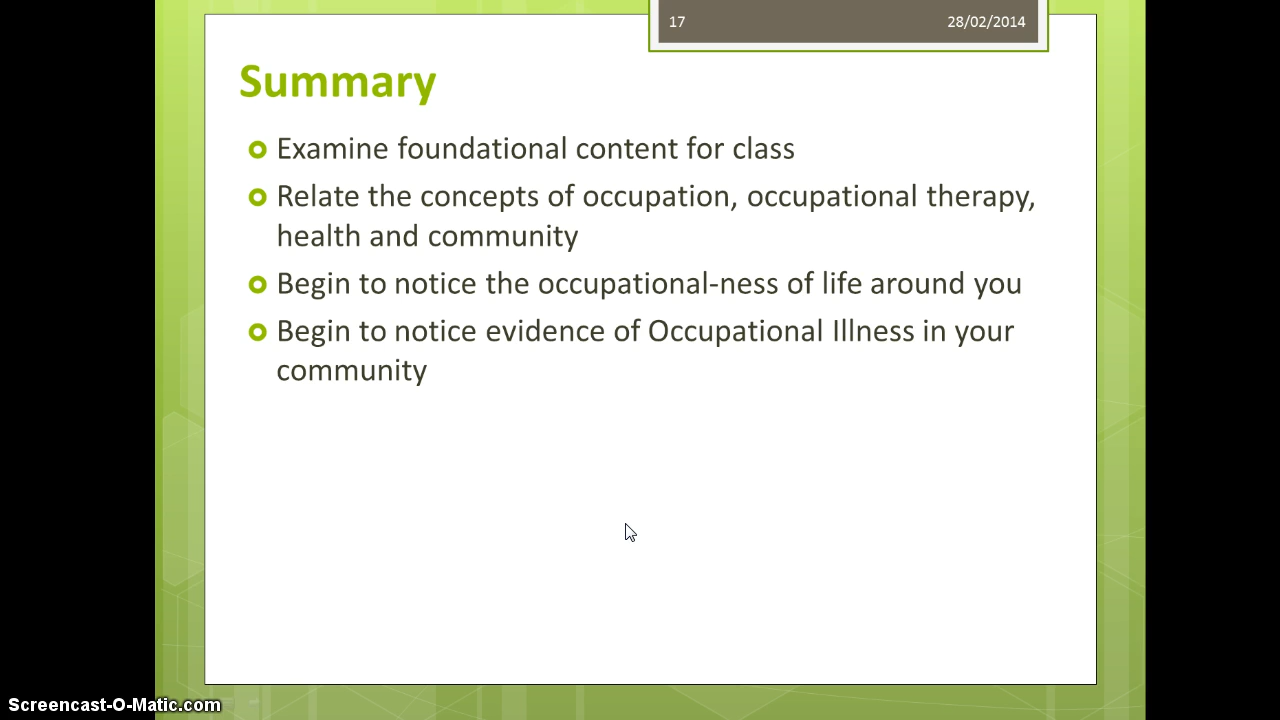 17 28/02/2014
Summary
Examine foundational content for class
Relate the concepts of occupation, occupational therapy,
health and community
Begin to notice the occupational-ness of life around you
Begin to notice evidence of Occupational Illness in your
community
Screencast-O-Matic.com